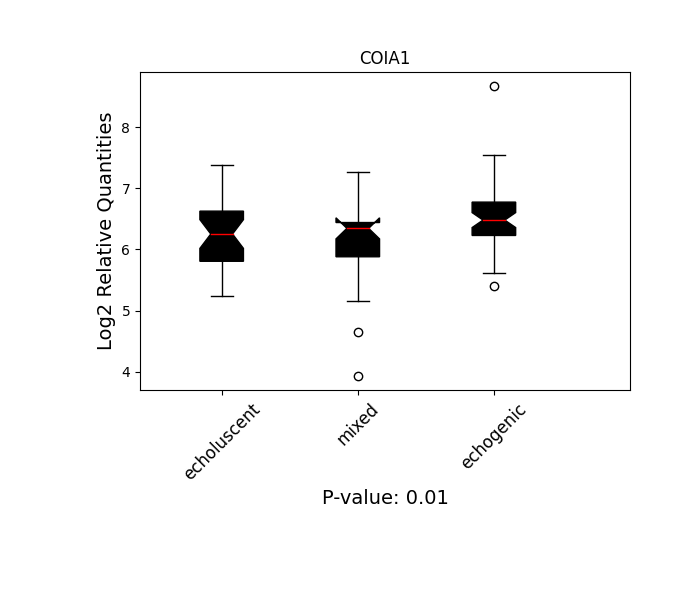 COIA1
Log2 Relative Quantities
8
7
6
5
4
echoluscent
mixed
echogenic
P-value: 0.01